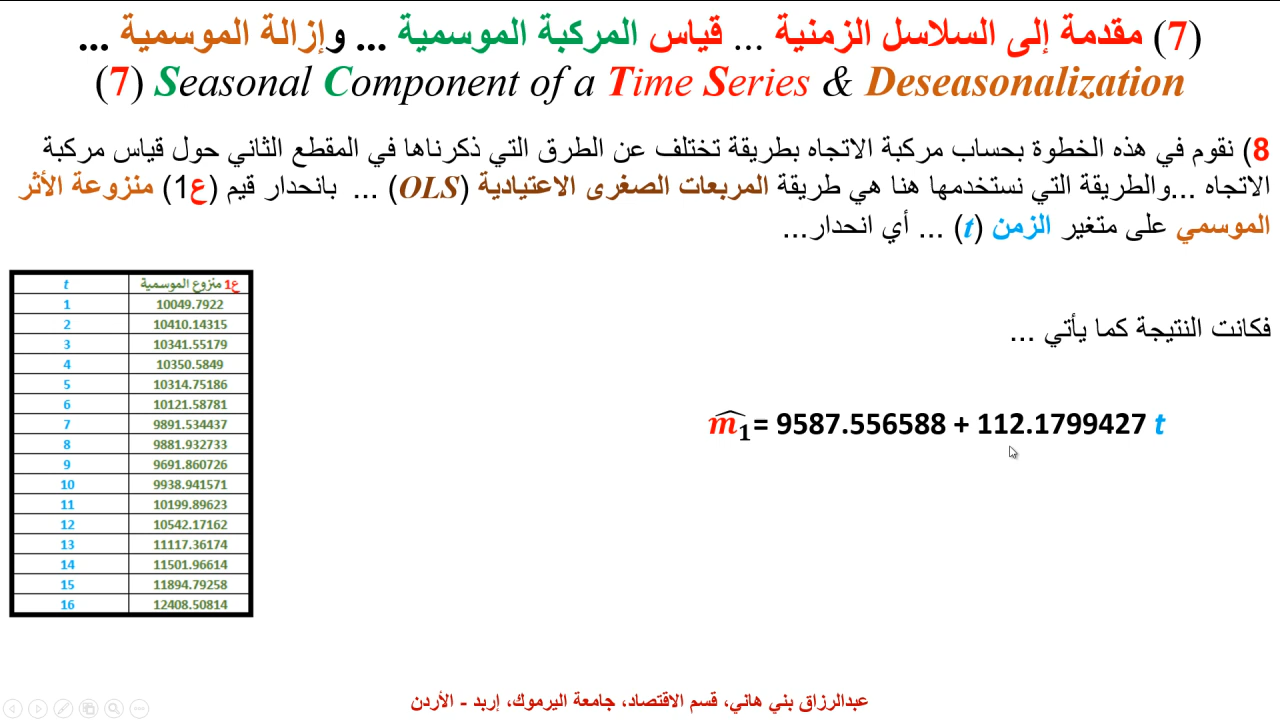 (7) مقدمة إلى السلاسل الزمنية ... قياس المركبة الموسمية ... وإزالة الموسمية ...
(7) Seasonal Component of a Time Series & Deseasonalization
8) نقوم في هذه الخطوة بحساب مركبة الاتجاه بطريقة تختلف عن الطرق التي ذكرناها في المقطع الثاني حول قياس مركبة
الاتجاه ...والطريقة التي نستخدمها هنا هي طريقة المربعات الصغرى الاعتيادية (OLS) ... بانحدار قيم (ع1) منزوعة الأثر
الموسمي على متغير الزمن (t) ... أي انحدار...
t ع1 منزوع الموسمية
1 10049.7922
2 10410.14315
3 10341.55179
4 10350.5849
5 10314.75186
6 10121.58781
7 9891.534437
8 9881.932733
9 9691.860726
10 9938.941571
11 10199.89623
12 10542.17162
13 11117.36174
14 11501.96614
15 11894.79258
16 12408.50814
فكانت النتيجة كما يأتي ...
m̂₁= 9587.556588 + 112.1799427 t
عبدالرزاق بني هاني، قسم الاقتصاد، جامعة اليرموك، إربد - الأردن